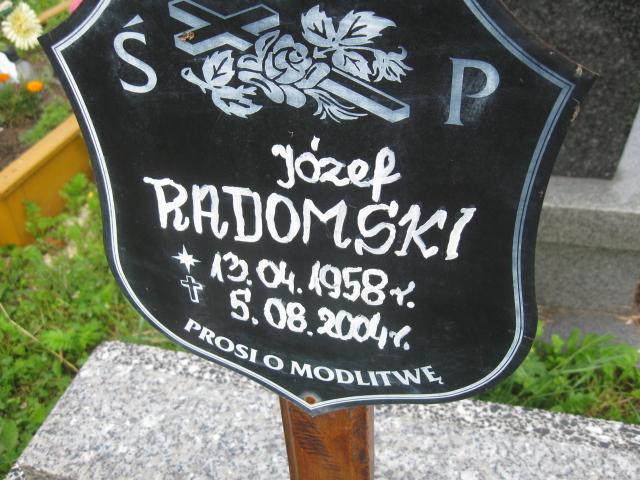 Ś P
Józef
RADOMSKI
13.04.1958 r.
5.08.2004 r.
PROSI O MODLITWĘ